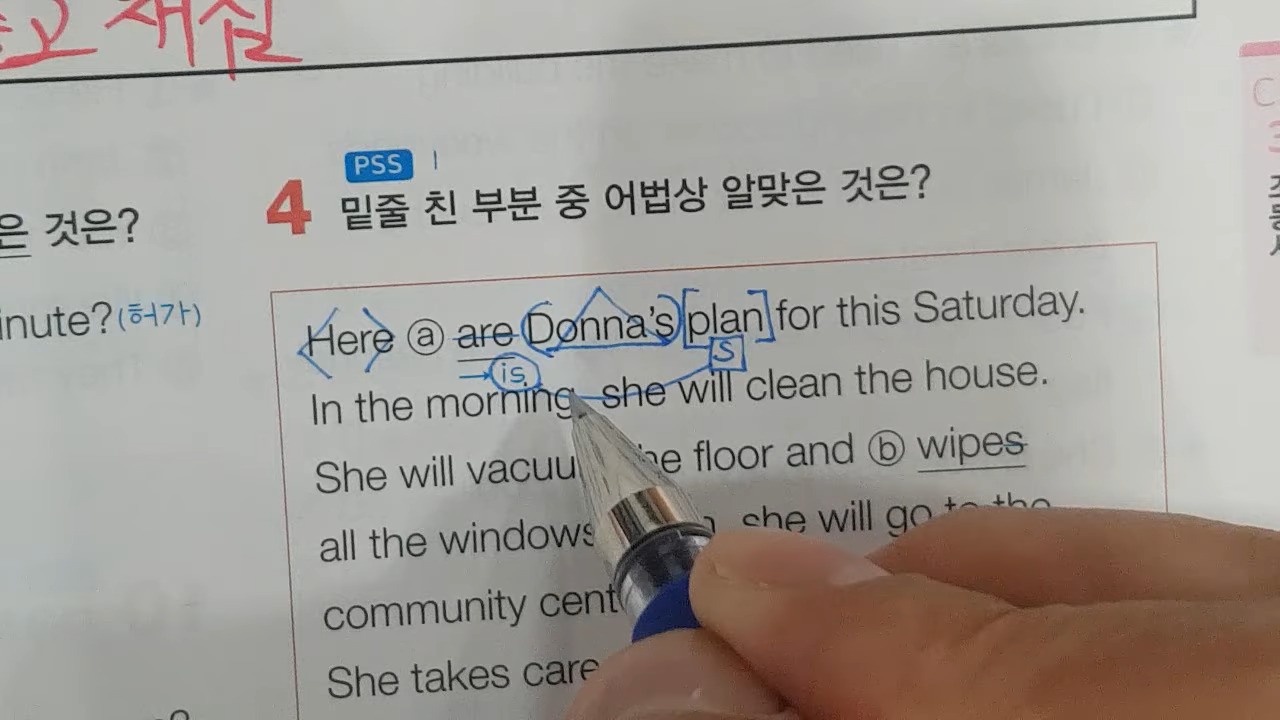 PSS
4 밑줄 친 부분 중 어법상 알맞은 것은?
은 것은?
inute? (허가)
Here ⓐ are Donna's [plan] for this Saturday.
→ is
S
In the morning she will clean the house.
She will vacuu he floor and ⓑ wipes
all the windows she will go to the
community cent
She takes care